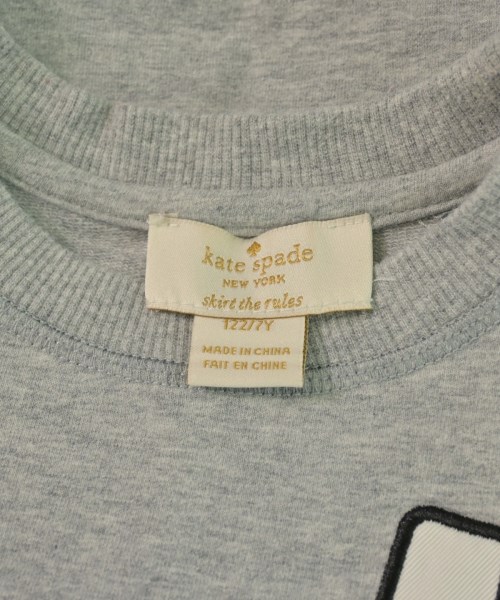 kate spade
NEW YORK
skirt the rules
122/7Y
MADE IN CHINA
FAIT EN CHINE